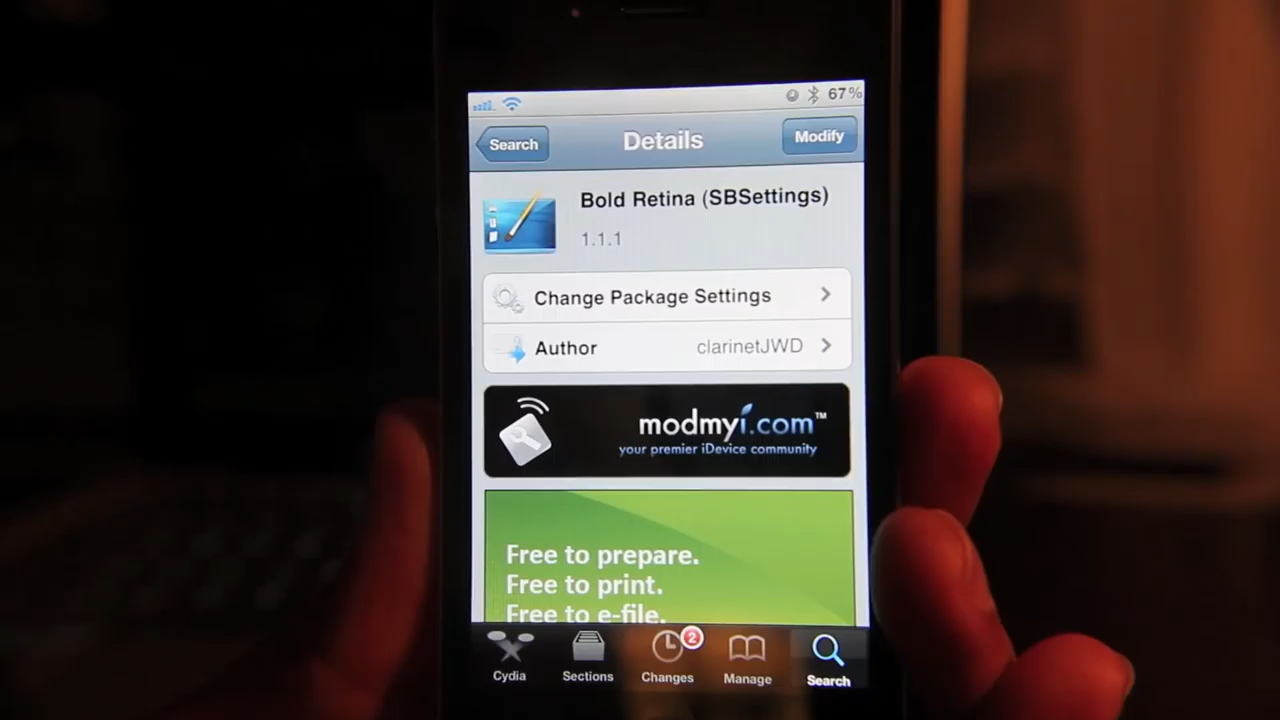 67%
Search
Details
Modify
Bold Retina (SBSettings)
1.1.1
Change Package Settings
Author
clarinetJWD
modmyi.com™
your premier iDevice community
Free to prepare.
Free to print.
Free to e-file.
Cydia
Sections
Changes
2
Manage
Search